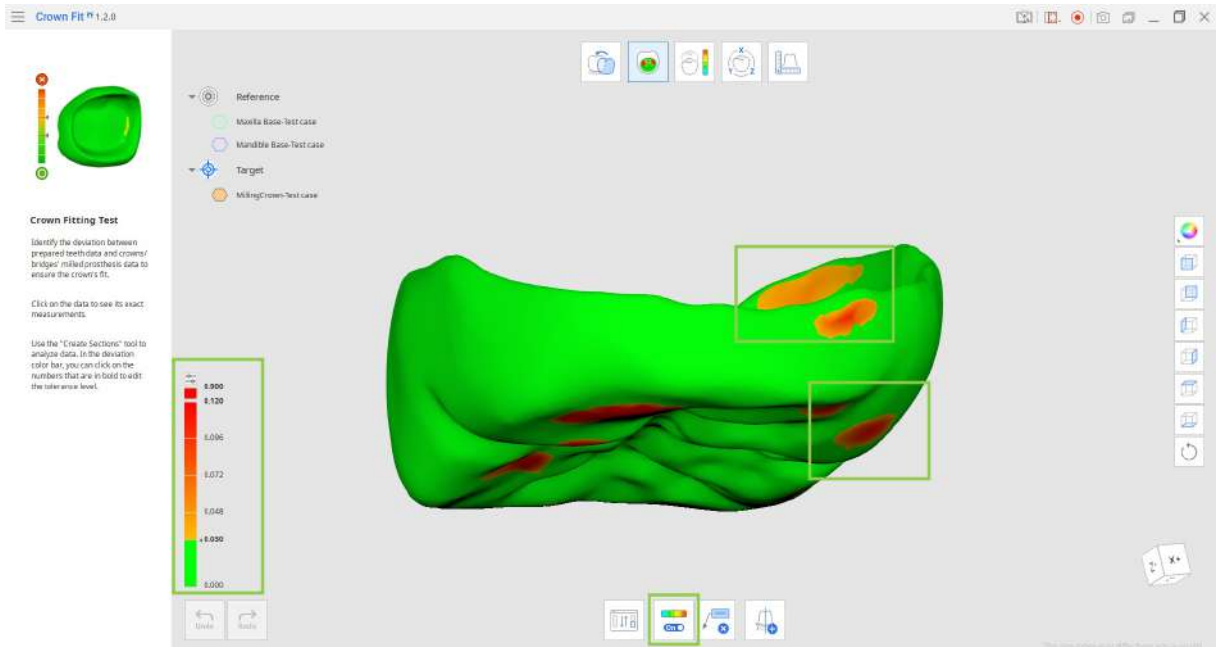 Crown Fit PI 1.2.0
Reference
Maxilla Base-Test case
Mandible Base-Test case
Target
MillingCrown-Test case
Crown Fitting Test
Identify the deviation between
prepared teeth data and crowns/
bridges' milled prosthesis data to
ensure the crown's fit.
Click on the data to see its exact
measurements.
Use the "Create Sections" tool to
analyze data. In the deviation
color bar, you can click on the
numbers that are in bold to edit
the tolerance level.
0.900
0.120
0.096
0.072
0.048
0.030
0.000
Undo
Redo
On
X
Y
Z
X+